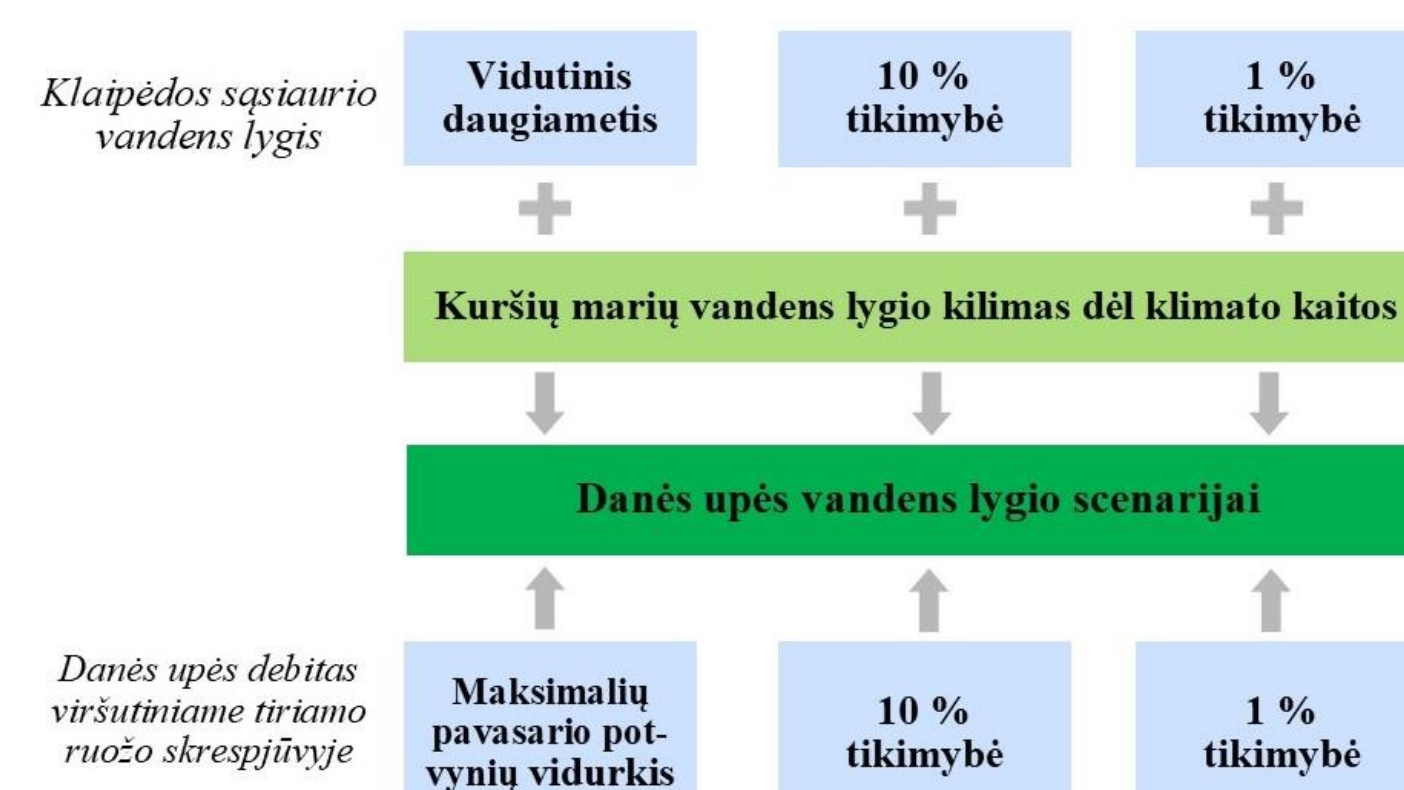 Klaipėdos sąsiaurio
vandens lygis
Vidutinis
daugiametis
10 %
tikimybė
1 %
tikimybė
Kuršių marių vandens lygio kilimas dėl klimato kaitos
Danės upės vandens lygio scenarijai
Danės upės debitas
viršutiniame tiriamo
ruožo skrespjūvyje
Maksimalių
pavasario pot-
vynių vidurkis
10 %
tikimybė
1 %
tikimybė